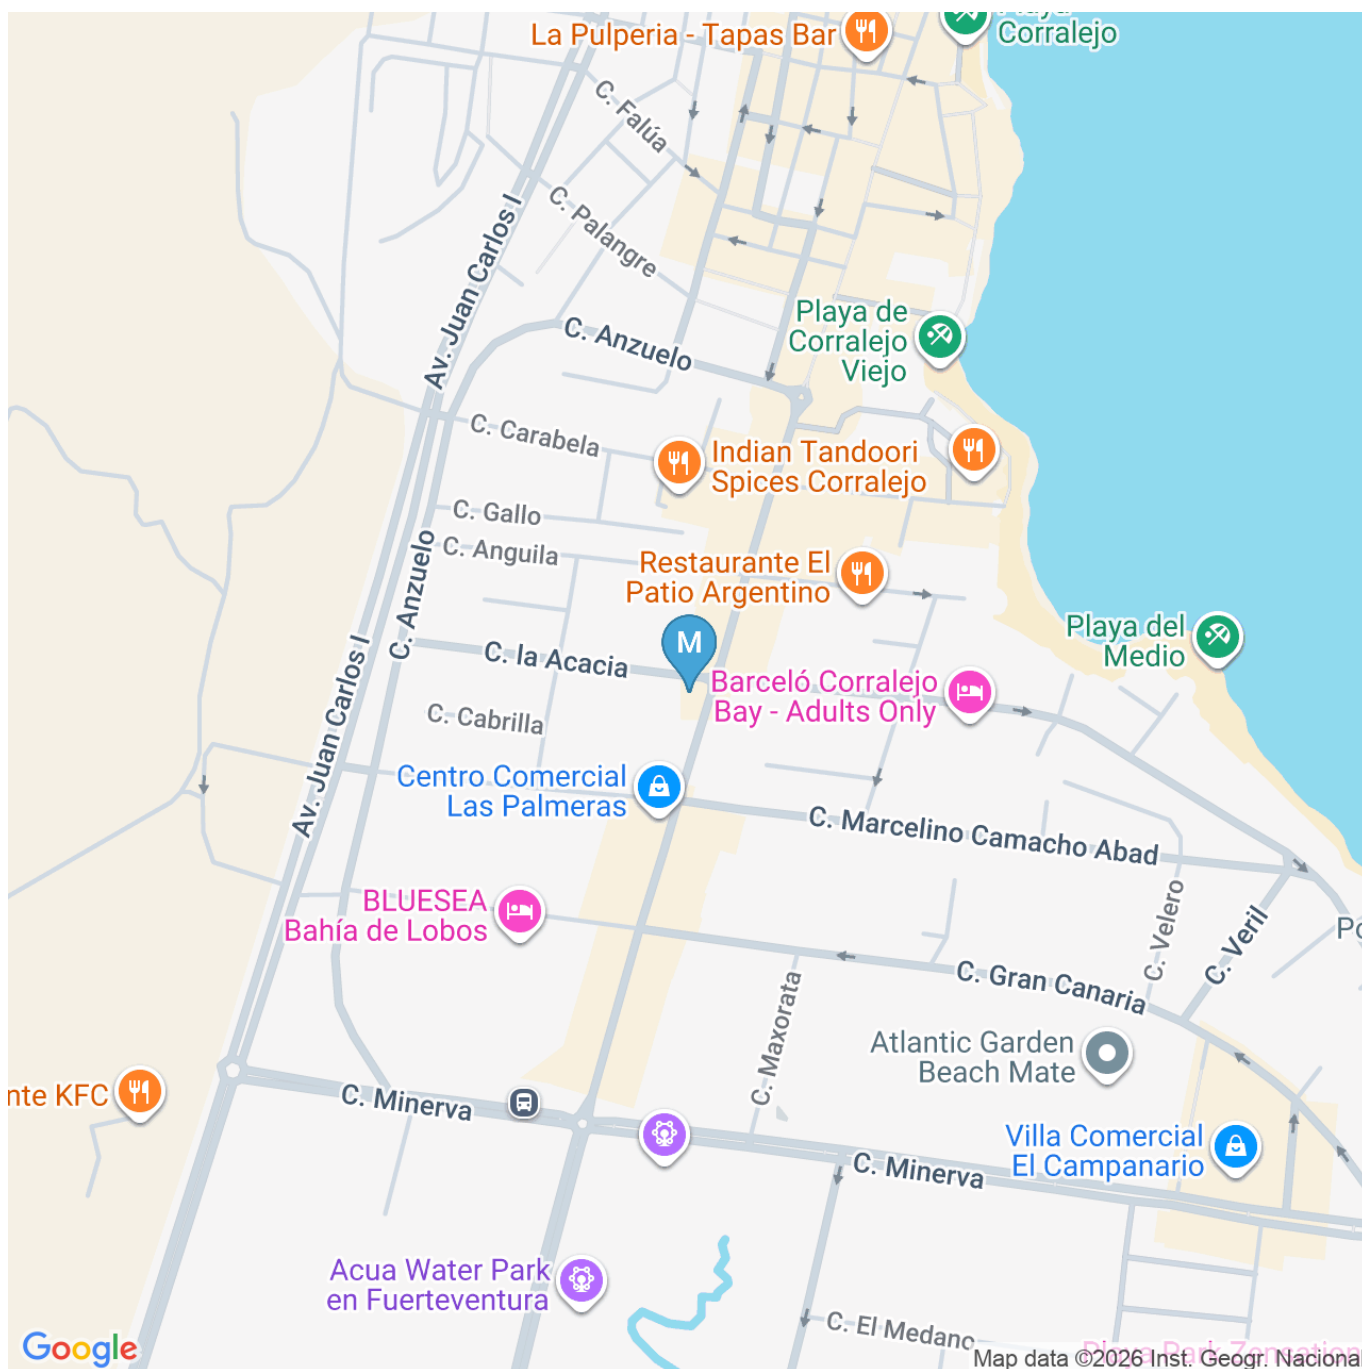 La Pulperia - Tapas Bar
Corralejo
C. Falúa
C. Palangre
Av. Juan Carlos I
Playa de
Corralejo
Viejo
C. Anzuelo
C. Carabela
Indian Tandoori
Spices Corralejo
C. Gallo
C. Anguila
C. Anzuelo
Restaurante El
Patio Argentino
Playa del
Medio
M
C. la Acacia
Barceló Corralejo
Bay - Adults Only
C. Cabrilla
Av. Juan Carlos I
Centro Comercial
Las Palmeras
C. Marcelino Camacho Abad
BLUESEA
Bahía de Lobos
C. Velero
C. Veril
Po
C. Gran Canaria
C. Maxorata
Atlantic Garden
Beach Mate
nte KFC
C. Minerva
Villa Comercial
El Campanario
C. Minerva
Acua Water Park
en Fuerteventura
C. El Medano
Google
Map data ©2026 Inst. Geogr. Naciona